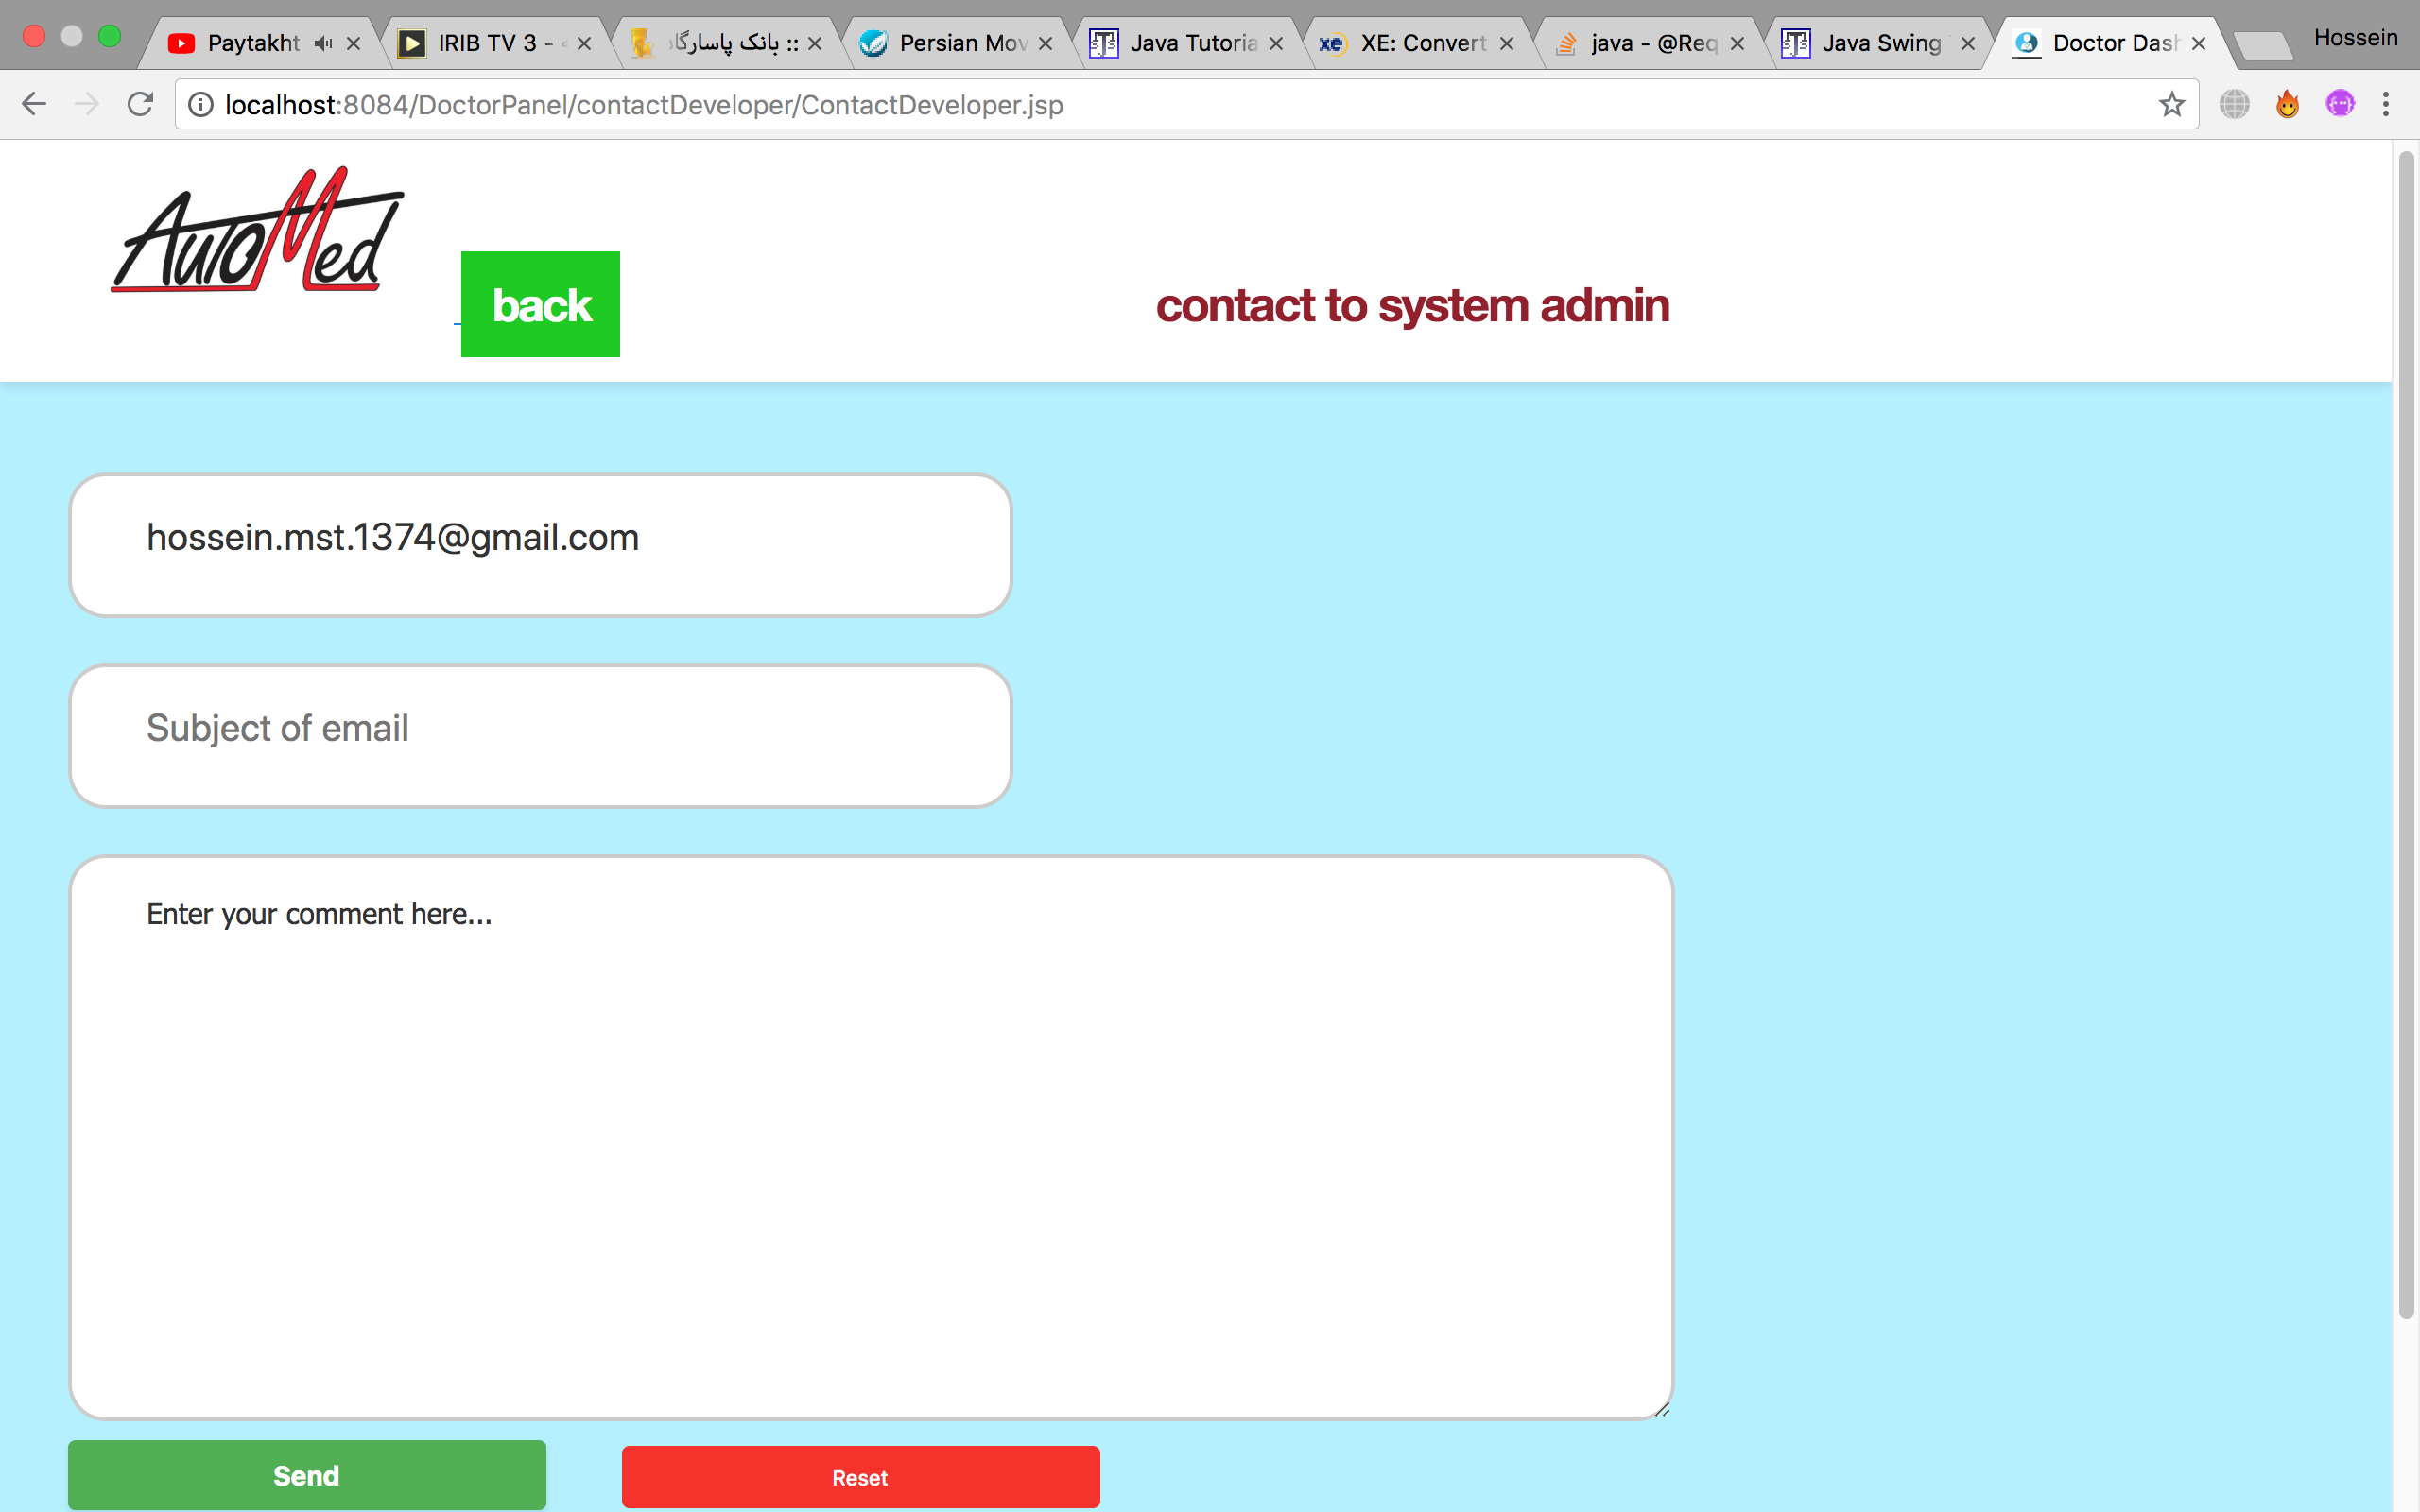 Paytakht
IRIB TV 3 -
بانک پاسارگاد ::
Persian Mov
Java Tutoria
XE: Convert
java - @Req
Java Swing
Doctor Dash
Hossein
localhost:8084/DoctorPanel/contactDeveloper/ContactDeveloper.jsp
AutoMed
back
contact to system admin
hossein.mst.1374@gmail.com
Subject of email
Enter your comment here...
Send
Reset